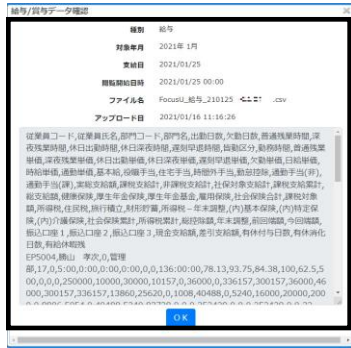 給与/賞与データ確認
種別 給与
対象年月 2021年 1月
支給日 2021/01/25
閲覧開始日時 2021/01/25 00:00
ファイル名 FocusU_給与_210125 .csv
アップロード日 2021/01/16 11:16:26
従業員コード,従業員氏名,部門コード,部門名,出勤日数,欠勤日数,普通残業時間,深
夜残業時間,休日出勤時間,休日深夜時間,遅刻早退時間,皆勤区分,勤務時間,普通残業
単価,深夜残業単価,休日出勤単価,休日深夜単価,遅刻早退単価,欠勤単価,日給単価,
時給単価,通勤単価,基本給,役職手当,住宅手当,時間外手当,勤怠控除,通勤手当(非),
通勤手当(課),実総支給額,課税支給計,非課税支給計,社保対象支給計,課税支給累計,
総支給額,健康保険,厚生年金保険,厚生年金基金,雇用保険,社会保険合計,課税対象
額,所得税,住民税,旅行積立,財形貯蓄,所得税－年末調整,(内)基本保険,(内)特定保
険,(内)介護保険,社会保険累計,所得税累計,総控除額,年末調整,前回端額,今回端額,
振込口座１,振込口座２,振込口座３,現金支給額,差引支給額,有休付与日数,有休消化
日数,有給休暇残
EP5004,勝山 孝次,0,管理
部,17,0,5:00,0:00,0:00,0:00,0:00,0,136:00:00,78.13,93.75,84.38,100,62.5,5
00,0,0,0,250000,10000,30000,10157,0,36000,0,336157,300157,36000,46
000,300157,336157,13860,25620,0,1008,40488,0,5240,16000,20000,200
OK